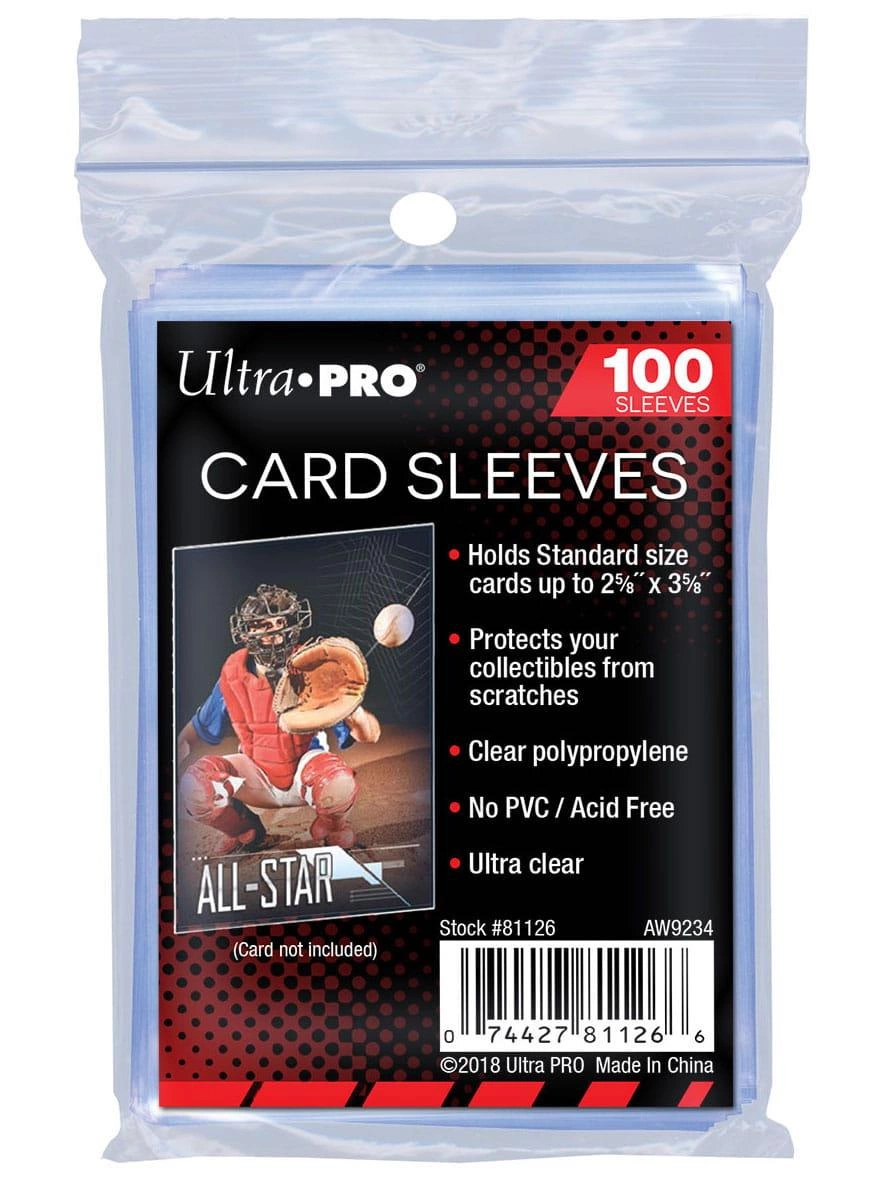 Ultra•PRO®
100
SLEEVES
CARD SLEEVES
• Holds Standard size
cards up to 2⅝″ x 3⅝″
• Protects your
collectibles from
scratches
• Clear polypropylene
• No PVC / Acid Free
• Ultra clear
ALL-STAR
(Card not included)
Stock #81126 AW9234
0 74427 81126 6
©2018 Ultra PRO Made In China